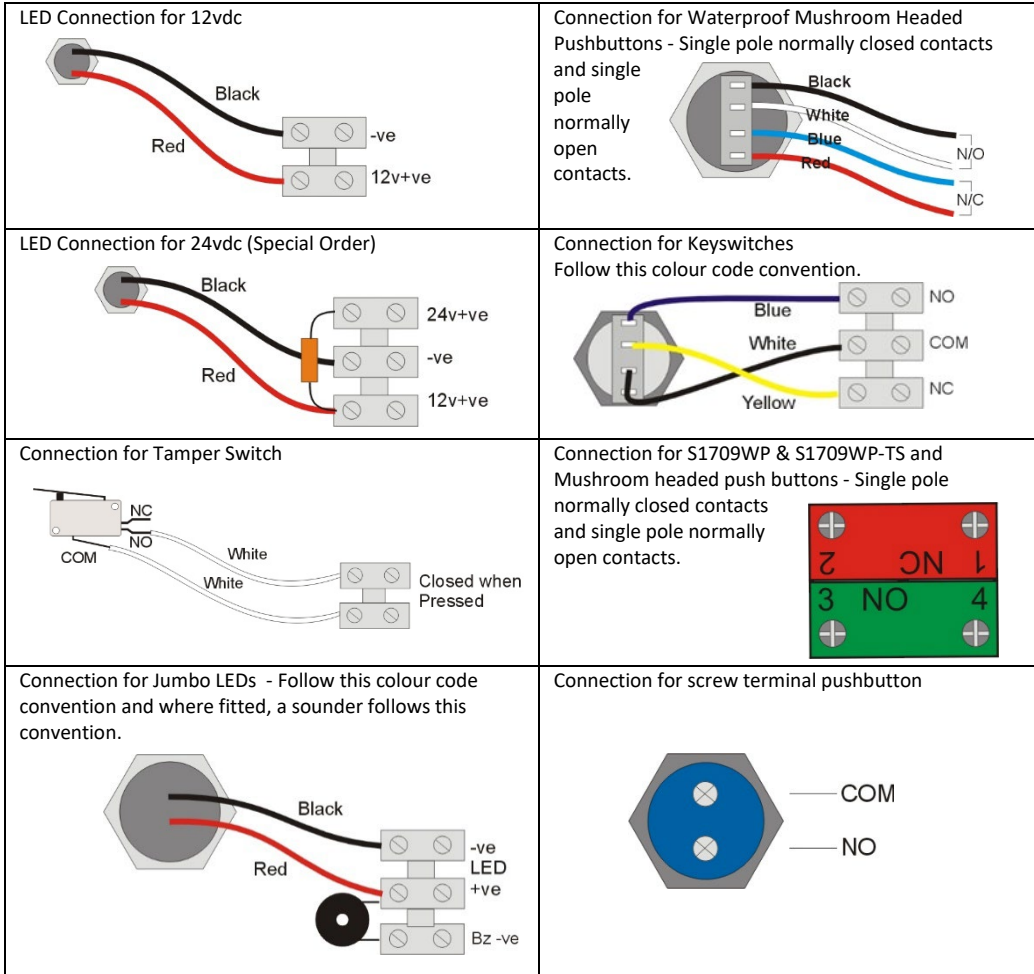 LED Connection for 12vdc
Black
Red
-ve
12v+ve
Connection for Waterproof Mushroom Headed
Pushbuttons - Single pole normally closed contacts
and single
pole
normally
open
contacts.
Black
White
Blue
Red
N/O
N/C
LED Connection for 24vdc (Special Order)
Black
Red
24v+ve
-ve
12v+ve
Connection for Keyswitches
Follow this colour code convention.
Blue
White
Yellow
NO
COM
NC
Connection for Tamper Switch
NC
NO
COM
White
White
Closed when
Pressed
Connection for S1709WP & S1709WP-TS and
Mushroom headed push buttons - Single pole
normally closed contacts
and single pole normally
open contacts.
2 NC 1
3 NO 4
Connection for Jumbo LEDs - Follow this colour code
convention and where fitted, a sounder follows this
convention.
Black
Red
-ve
LED
+ve
Bz -ve
Connection for screw terminal pushbutton
COM
NO